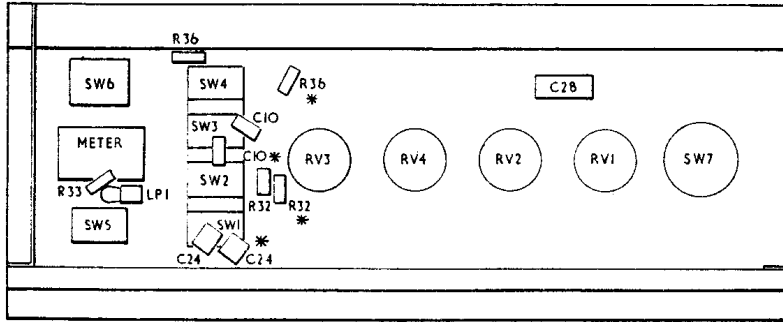 R36
SW6
SW4
R36
*
C28
C10
SW3
METER
C10 *
RV3
RV4
RV2
RV1
SW7
SW2
R33
LP1
R32
R32
*
SW5
SW1
*
C24
C24